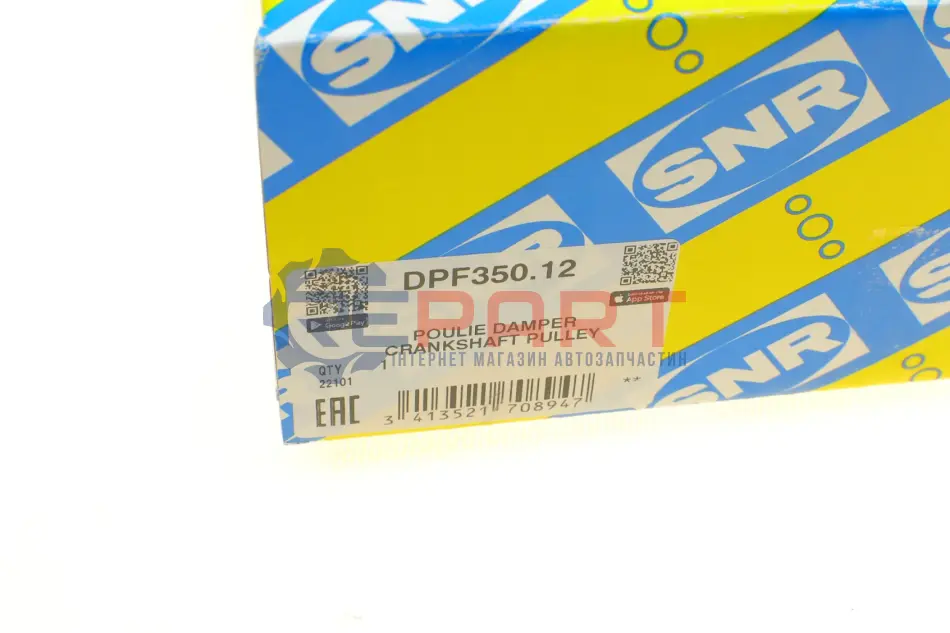 SNR
SNR
DPF350.12
Google Play
App Store
EPORT
POULIE DAMPER
CRANKSHAFT PULLEY
ІНТЕРНЕТ МАГАЗИН АВТОЗАПЧАСТИН
QTY 1
22101
**
EAC
3 413521 708947
SNR